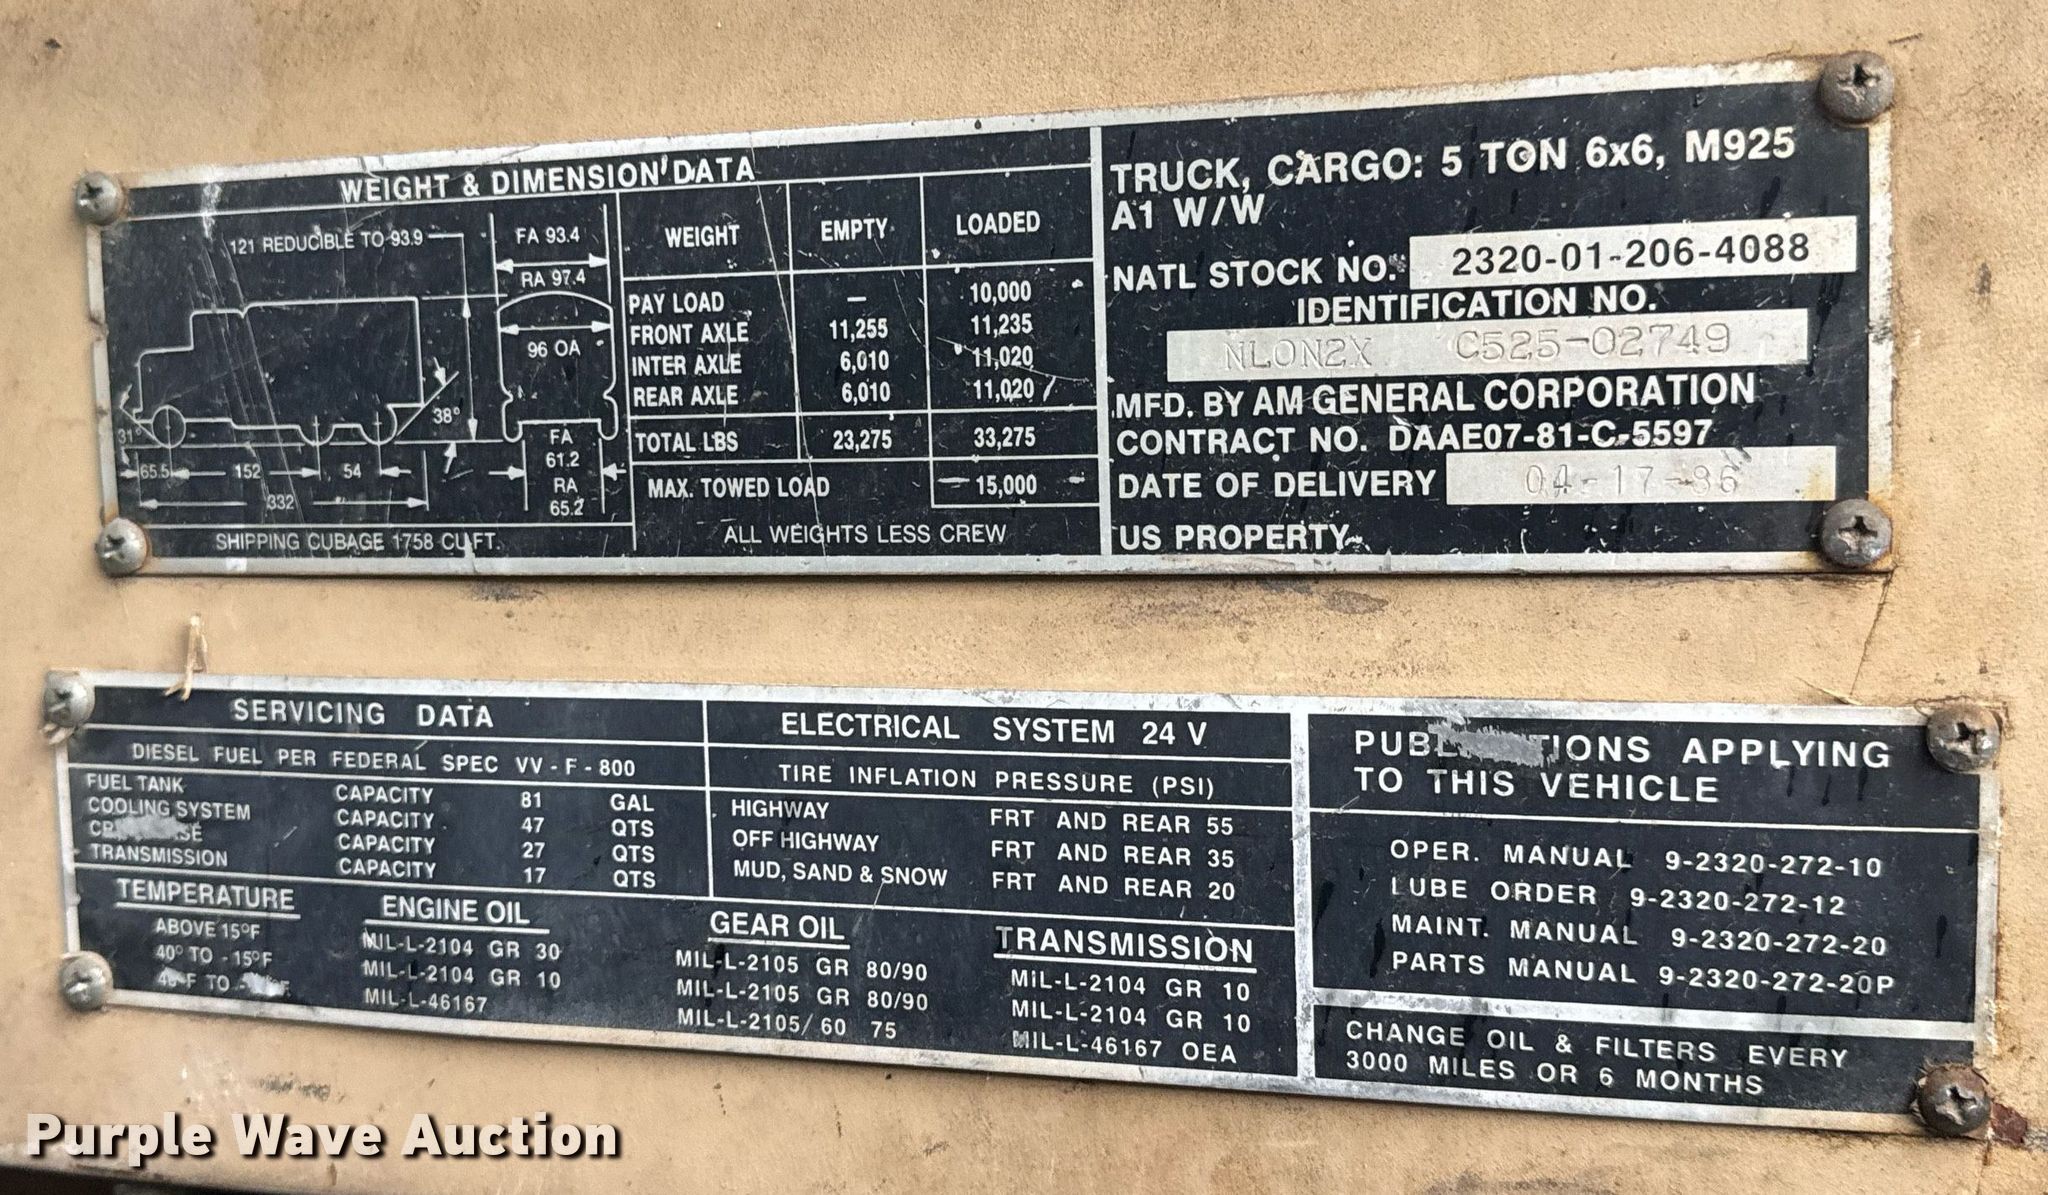 WEIGHT & DIMENSION DATA
121 REDUCIBLE TO 93.9
FA 93.4
RA 97.4
96 OA
31°
38°
65.5 152 54
332
FA
61.2
RA
65.2
SHIPPING CUBAGE 1758 CU FT.
WEIGHT EMPTY LOADED
PAY LOAD — 10,000
FRONT AXLE 11,255 11,235
INTER AXLE 6,010 11,020
REAR AXLE 6,010 11,020
TOTAL LBS 23,275 33,275
MAX. TOWED LOAD — 15,000 —
ALL WEIGHTS LESS CREW
TRUCK, CARGO: 5 TON 6x6, M925
A1 W/W
NATL STOCK NO. 2320-01-206-4088
IDENTIFICATION NO.
NL0N2X C525-02749
MFD. BY AM GENERAL CORPORATION
CONTRACT NO. DAAE07-81-C-5597
DATE OF DELIVERY 04-17-86
US PROPERTY
SERVICING DATA
DIESEL FUEL PER FEDERAL SPEC VV-F-800
FUEL TANK CAPACITY 81 GAL
COOLING SYSTEM CAPACITY 47 QTS
CAPACITY 27 QTS
TRANSMISSION CAPACITY 17 QTS
ELECTRICAL SYSTEM 24 V
TIRE INFLATION PRESSURE (PSI)
HIGHWAY FRT AND REAR 55
OFF HIGHWAY FRT AND REAR 35
MUD, SAND & SNOW FRT AND REAR 20
TEMPERATURE ENGINE OIL GEAR OIL TRANSMISSION
ABOVE 15°F MIL-L-2104 GR 30 MIL-L-2105 GR 80/90 MIL-L-2104 GR 10
40° TO -15°F MIL-L-2104 GR 10 MIL-L-2105 GR 80/90 MIL-L-2104 GR 10
40°F TO MIL-L-46167 MIL-L-2105/60 75 MIL-L-46167 OEA
APPLYING
TO THIS VEHICLE
OPER. MANUAL 9-2320-272-10
LUBE ORDER 9-2320-272-12
MAINT. MANUAL 9-2320-272-20
PARTS MANUAL 9-2320-272-20P
CHANGE OIL & FILTERS EVERY
3000 MILES OR 6 MONTHS
Purple Wave Auction